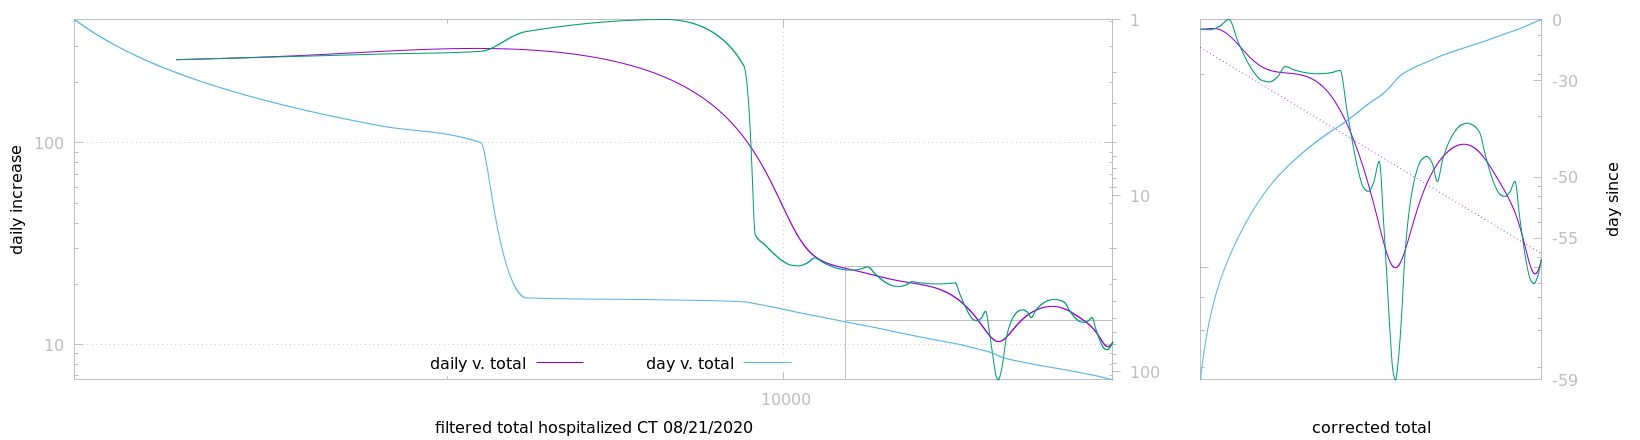 daily increase
100
10
daily v. total
day v. total
10000
filtered total hospitalized CT 08/21/2020
1
10
100
0
-30
-50
-55
-59
day since
corrected total